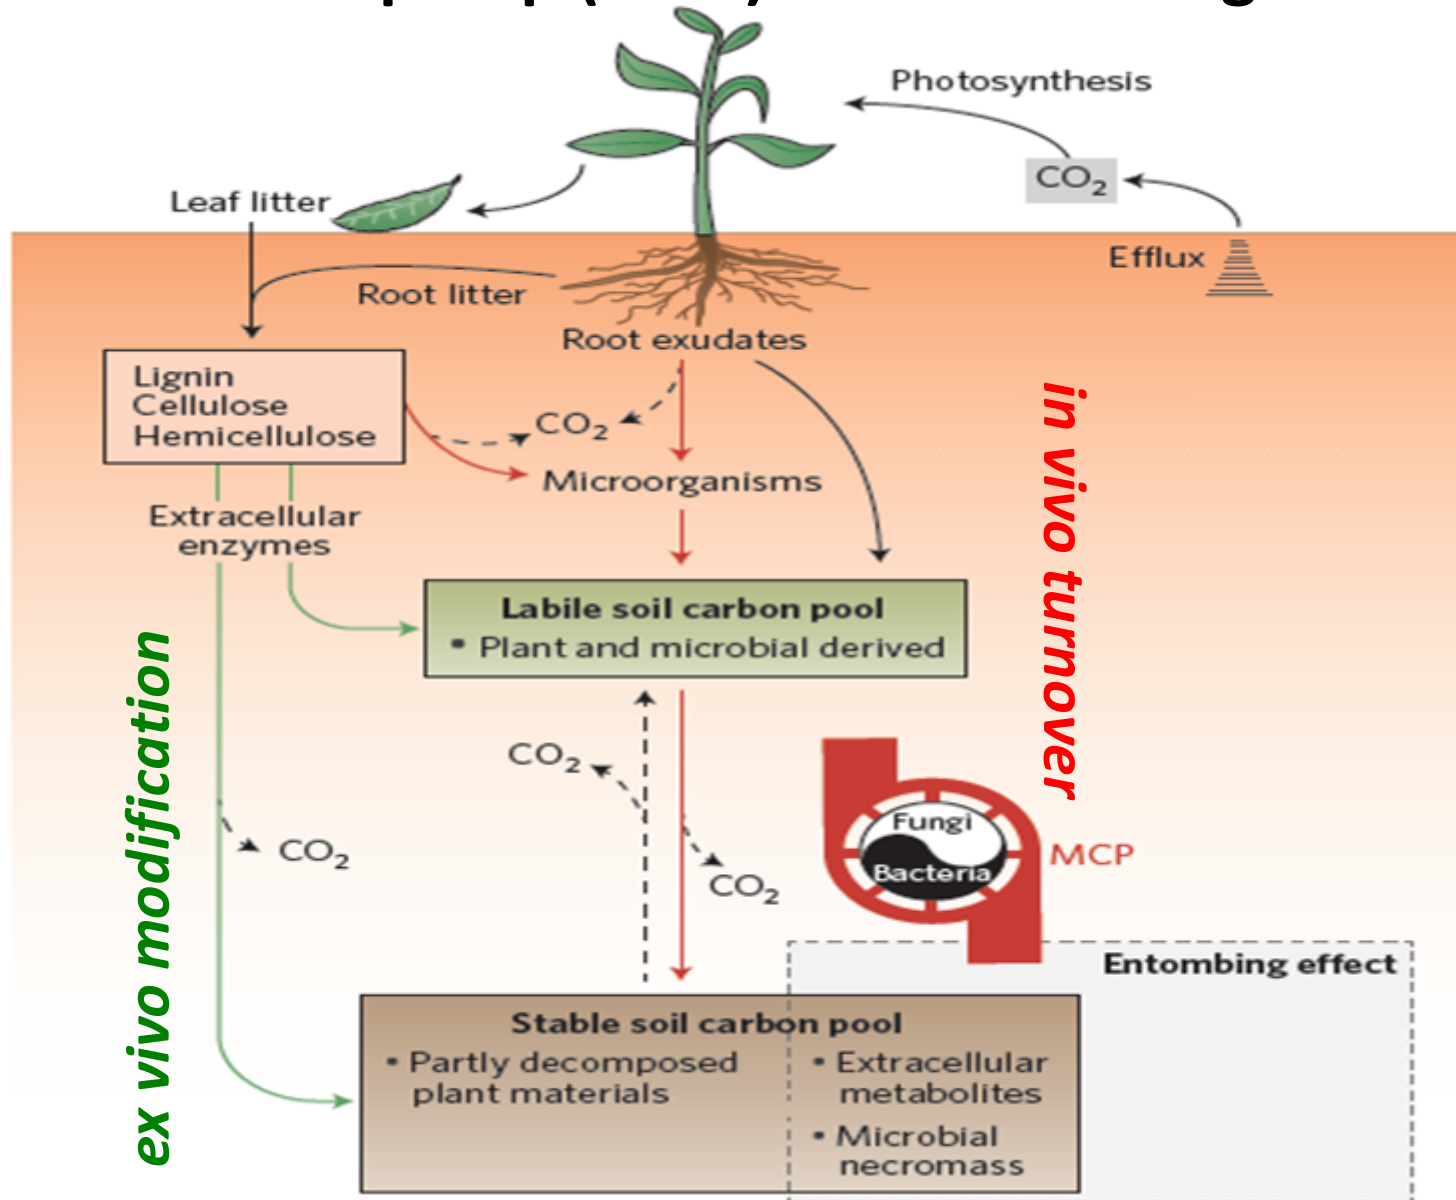 Photosynthesis
CO₂
Leaf litter
Efflux
Root litter
Root exudates
Lignin
Cellulose
Hemicellulose
CO₂
Microorganisms
Extracellular
enzymes
in vivo turnover
Labile soil carbon pool
▪ Plant and microbial derived
ex vivo modification
CO₂
CO₂
CO₂
Fungi
Bacteria
MCP
Entombing effect
Stable soil carbon pool
• Partly decomposed
plant materials
• Extracellular
metabolites
• Microbial
necromass